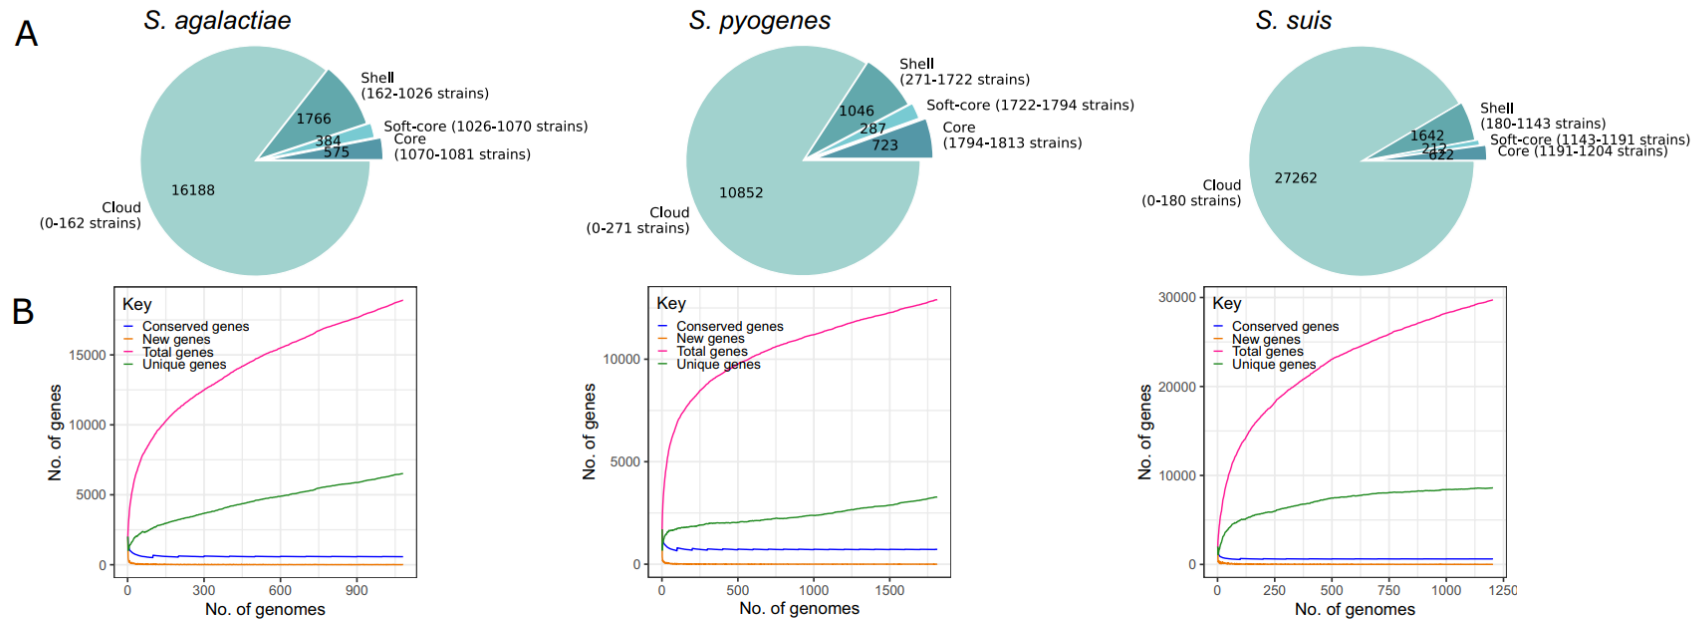 A
S. agalactiae
Shell
(162-1026 strains)
1766
Soft-core (1026-1070 strains)
384
Core
(1070-1081 strains)
575
16188
Cloud
(0-162 strains)
S. pyogenes
Shell
(271-1722 strains)
1046
Soft-core (1722-1794 strains)
287
Core
(1794-1813 strains)
723
10852
Cloud
(0-271 strains)
S. suis
Shell
(180-1143 strains)
1642
Soft-core (1143-1191 strains)
212
Core (1191-1204 strains)
622
27262
Cloud
(0-180 strains)
B
Key
Conserved genes
New genes
Total genes
Unique genes
No. of genes
15000
10000
5000
0
0 300 600 900
No. of genomes
Key
Conserved genes
New genes
Total genes
Unique genes
No. of genes
10000
5000
0
0 500 1000 1500
No. of genomes
Key
Conserved genes
New genes
Total genes
Unique genes
No. of genes
30000
20000
10000
0
0 250 500 750 1000 1250
No. of genomes